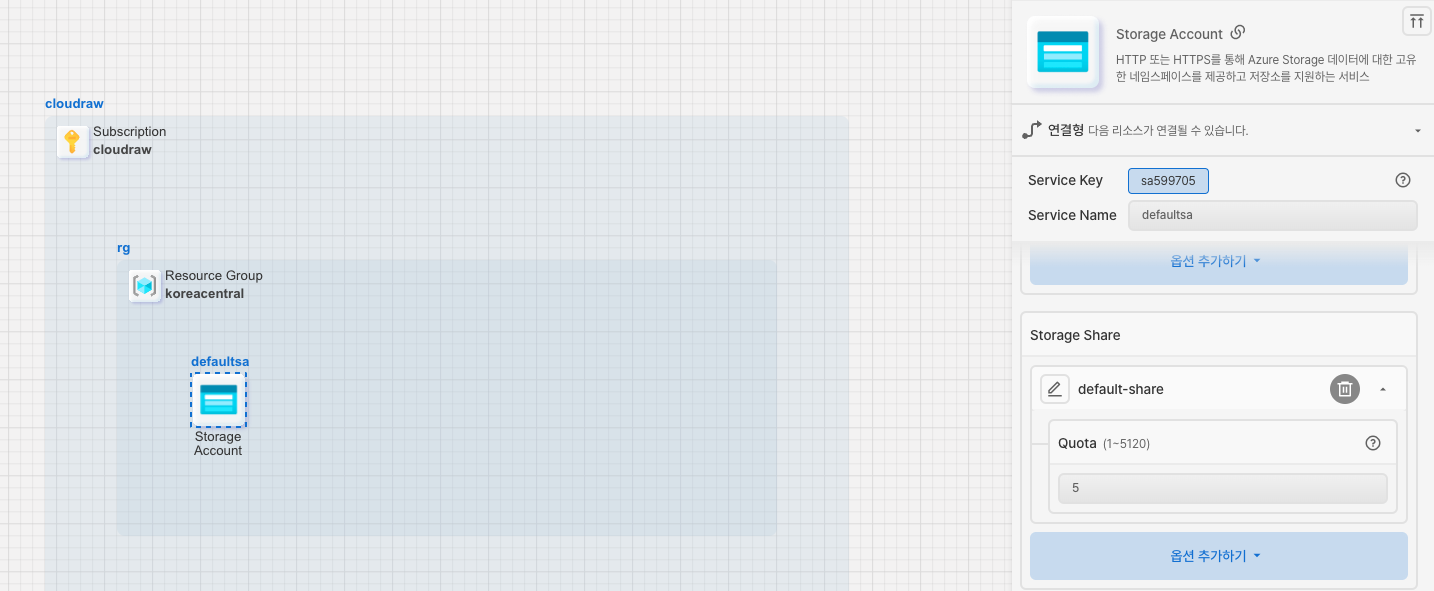 cloudraw
Subscription
cloudraw
rg
Resource Group
koreacentral
defaultsa
Storage
Account
Storage Account
HTTP 또는 HTTPS를 통해 Azure Storage 데이터에 대한 고유
한 네임스페이스를 제공하고 저장소를 지원하는 서비스
연결형 다음 리소스가 연결될 수 있습니다.
Service Key sa599705
Service Name defaultsa
옵션 추가하기
Storage Share
default-share
Quota (1~5120)
5
옵션 추가하기